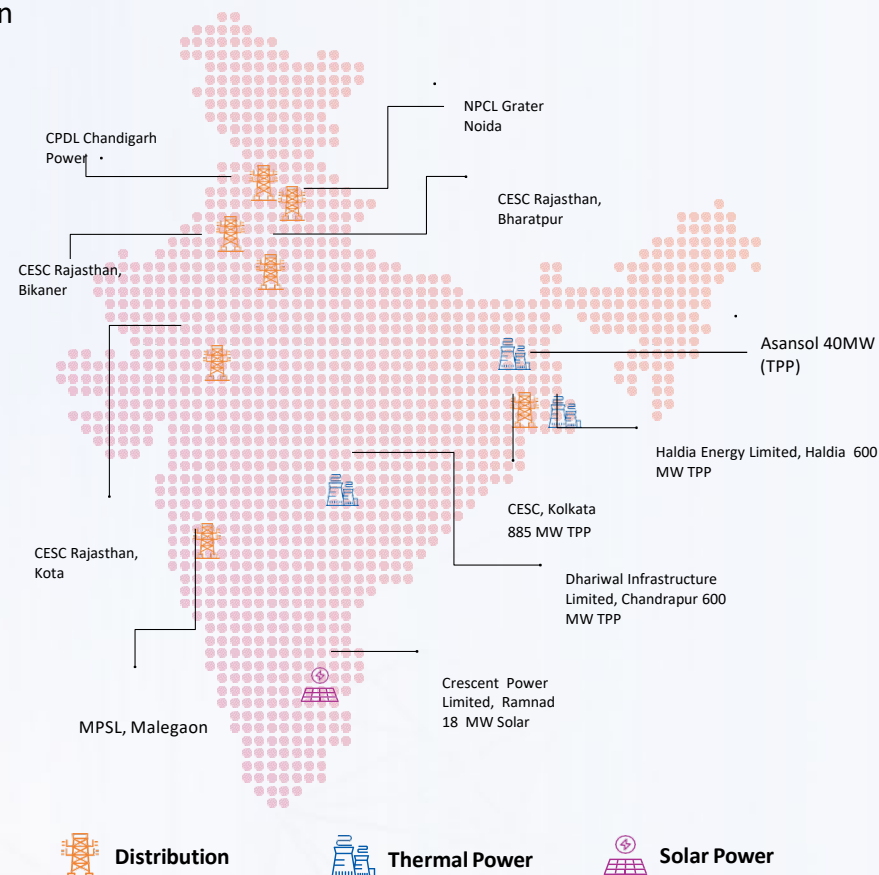 n
NPCL Grater
Noida
CPDL Chandigarh
Power
CESC Rajasthan,
Bharatpur
CESC Rajasthan,
Bikaner
Asansol 40MW
(TPP)
Haldia Energy Limited, Haldia 600
MW TPP
CESC, Kolkata
885 MW TPP
CESC Rajasthan,
Kota
Dhariwal Infrastructure
Limited, Chandrapur 600
MW TPP
Crescent Power
Limited, Ramnad
18 MW Solar
MPSL, Malegaon
Distribution
Thermal Power
Solar Power